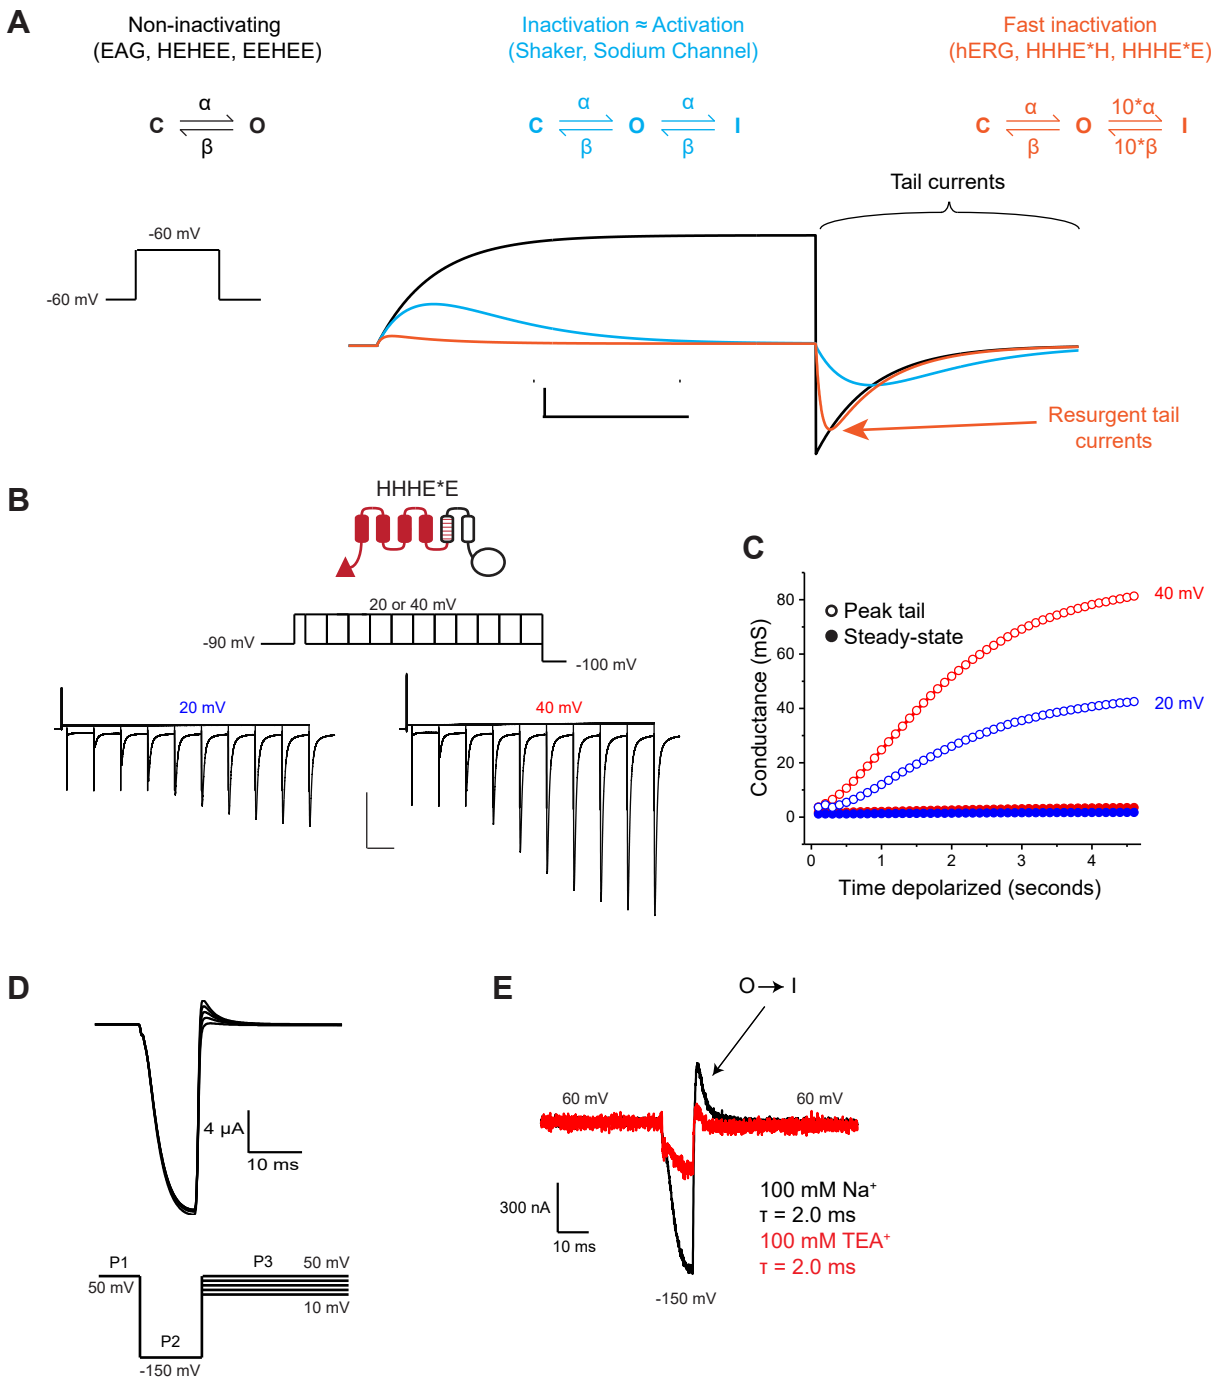 A
Non-inactivating
(EAG, HEHEE, EEHEE)
Inactivation ≈ Activation
(Shaker, Sodium Channel)
Fast inactivation
(hERG, HHHE*H, HHHE*E)
C α β O
C α β O α β I
C α β O 10*α 10*β I
Tail currents
-60 mV
-60 mV
Resurgent tail
currents
B
HHHE*E
20 or 40 mV
-90 mV
-100 mV
20 mV
40 mV
C
Conductance (mS)
80
60
40
20
0
Peak tail
Steady-state
40 mV
20 mV
0
1
2
3
4
Time depolarized (seconds)
D
4 µA
10 ms
P1
P3
50 mV
50 mV
10 mV
P2
-150 mV
E
O→I
60 mV
60 mV
300 nA
10 ms
100 mM Na⁺
τ = 2.0 ms
100 mM TEA⁺
τ = 2.0 ms
-150 mV